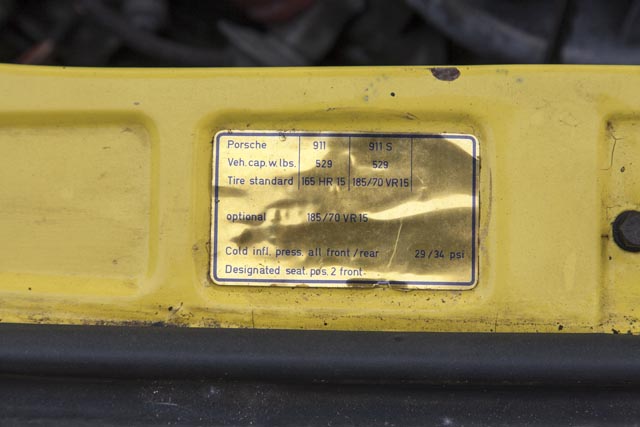 Porsche 911 911 S
Veh. cap. w. lbs. 529 529
Tire standard 165 HR 15 185/70 VR 15
optional 185/70 VR 15
Cold infl. press. all front / rear 29 / 34 psi
Designated seat. pos. 2 front